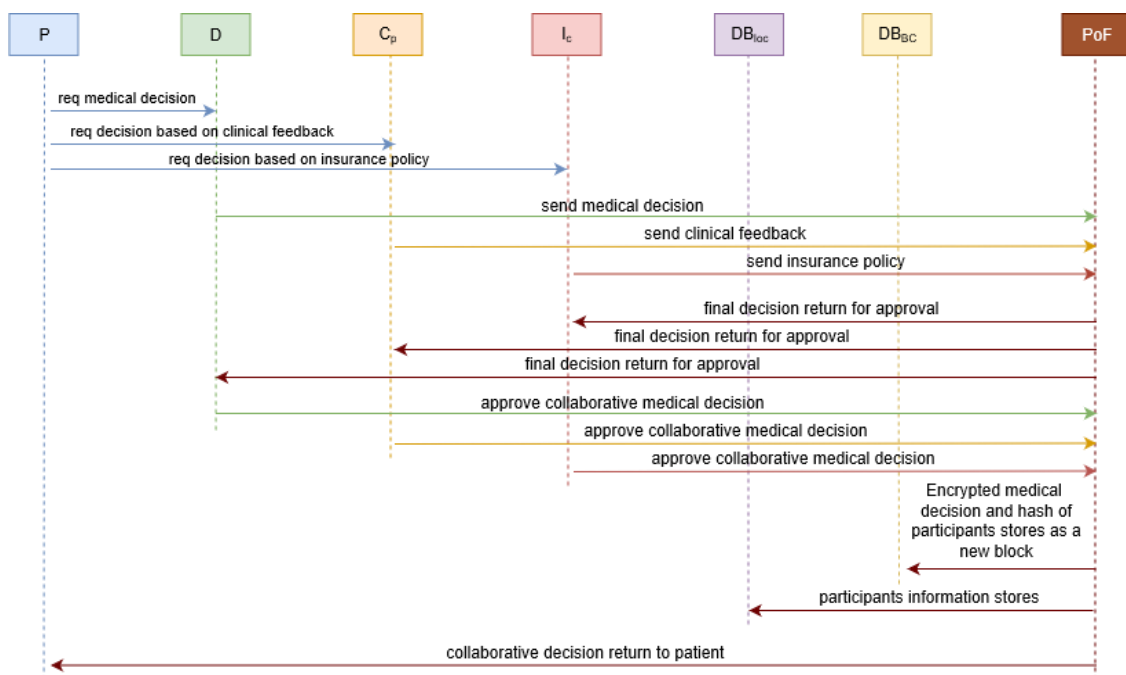 P
D
Cp
Ic
DBloc
DBBC
PoF
req medical decision
req decision based on clinical feedback
req decision based on insurance policy
send medical decision
send clinical feedback
send insurance policy
final decision return for approval
final decision return for approval
final decision return for approval
approve collaborative medical decision
approve collaborative medical decision
approve collaborative medical decision
Encrypted medical
decision and hash of
participants stores as a
new block
participants information stores
collaborative decision return to patient